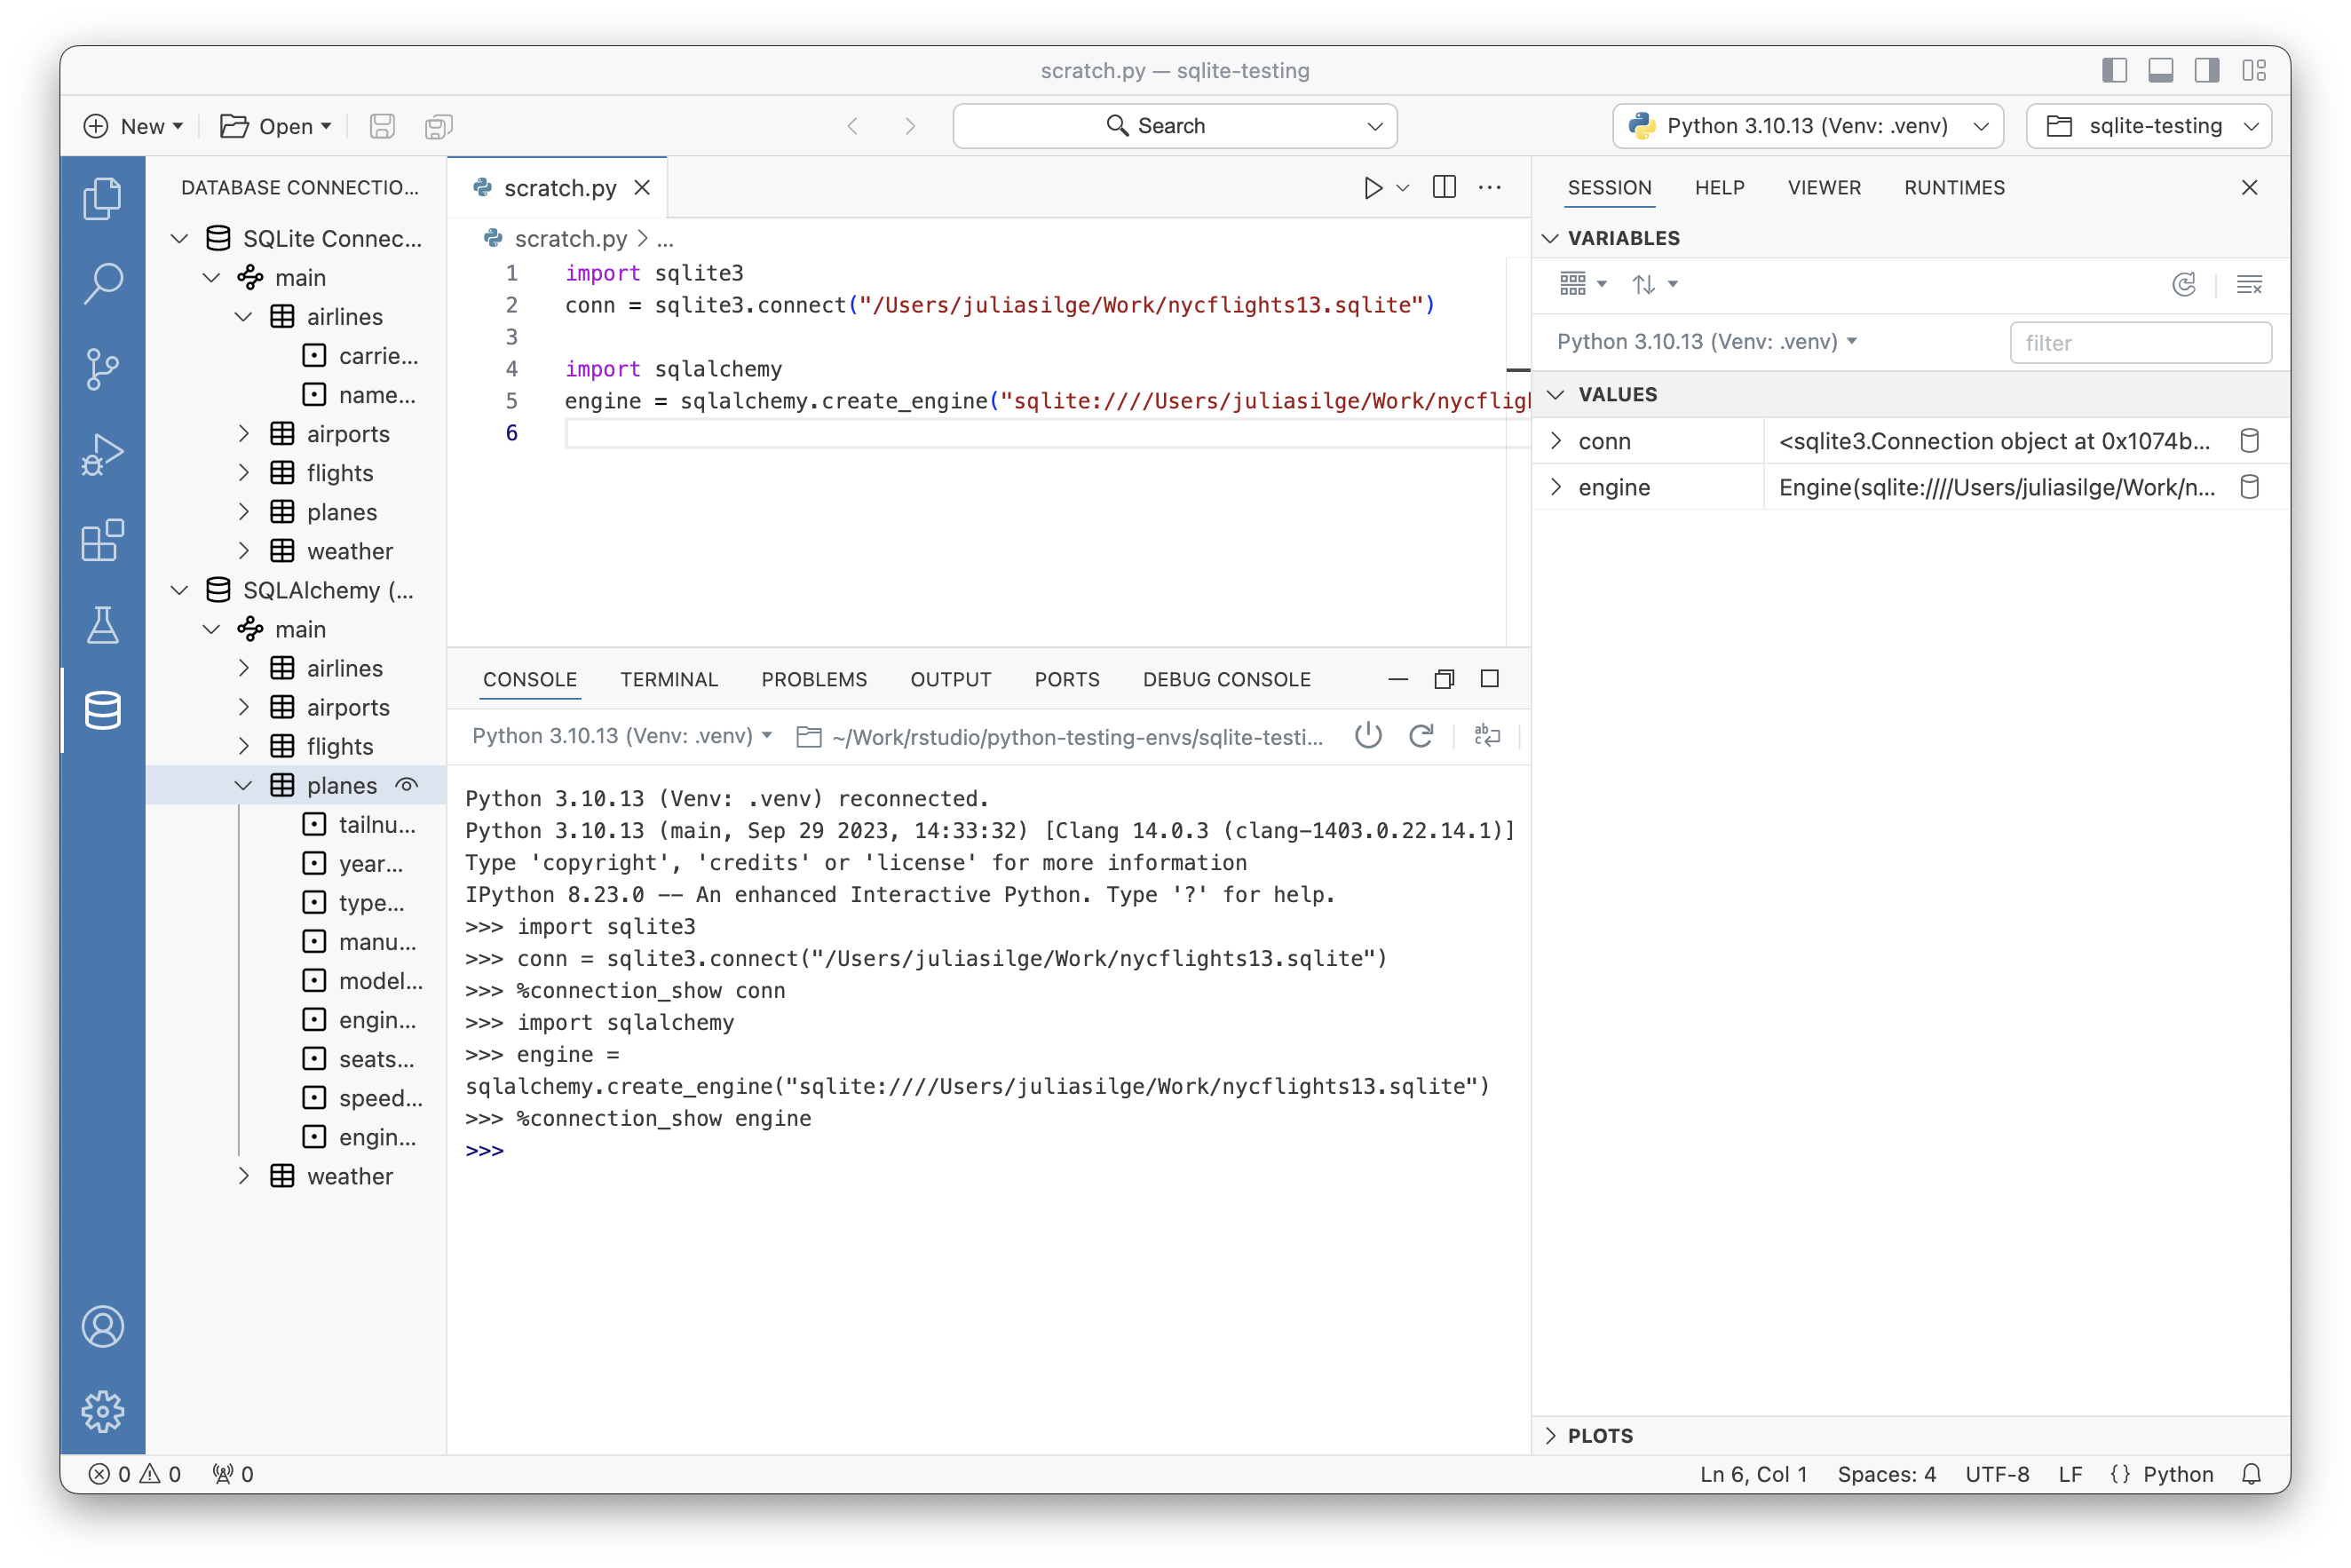 scratch.py — sqlite-testing
New
Open
Search
Python 3.10.13 (Venv: .venv)
sqlite-testing
DATABASE CONNECTIO...
SQLite Connec...
main
airlines
carrie...
name...
airports
flights
planes
weather
SQLAlchemy (...
main
airlines
airports
flights
planes
tailnu...
year...
type...
manu...
model...
engin...
seats...
speed...
engin...
weather
scratch.py
scratch.py > ...
1 import sqlite3
2 conn = sqlite3.connect("/Users/juliasilge/Work/nycflights13.sqlite")
3
4 import sqlalchemy
5 engine = sqlalchemy.create_engine("sqlite:////Users/juliasilge/Work/nycfligh
6
CONSOLE TERMINAL PROBLEMS OUTPUT PORTS DEBUG CONSOLE
Python 3.10.13 (Venv: .venv) ~/Work/rstudio/python-testing-envs/sqlite-testi...
Python 3.10.13 (Venv: .venv) reconnected.
Python 3.10.13 (main, Sep 29 2023, 14:33:32) [Clang 14.0.3 (clang-1403.0.22.14.1)]
Type 'copyright', 'credits' or 'license' for more information
IPython 8.23.0 -- An enhanced Interactive Python. Type '?' for help.
>>> import sqlite3
>>> conn = sqlite3.connect("/Users/juliasilge/Work/nycflights13.sqlite")
>>> %connection_show conn
>>> import sqlalchemy
>>> engine =
sqlalchemy.create_engine("sqlite:////Users/juliasilge/Work/nycflights13.sqlite")
>>> %connection_show engine
>>>
SESSION HELP VIEWER RUNTIMES
VARIABLES
Python 3.10.13 (Venv: .venv)
filter
VALUES
conn <sqlite3.Connection object at 0x1074b...
engine Engine(sqlite:////Users/juliasilge/Work/n...
PLOTS
0 0 0
Ln 6, Col 1 Spaces: 4 UTF-8 LF {} Python